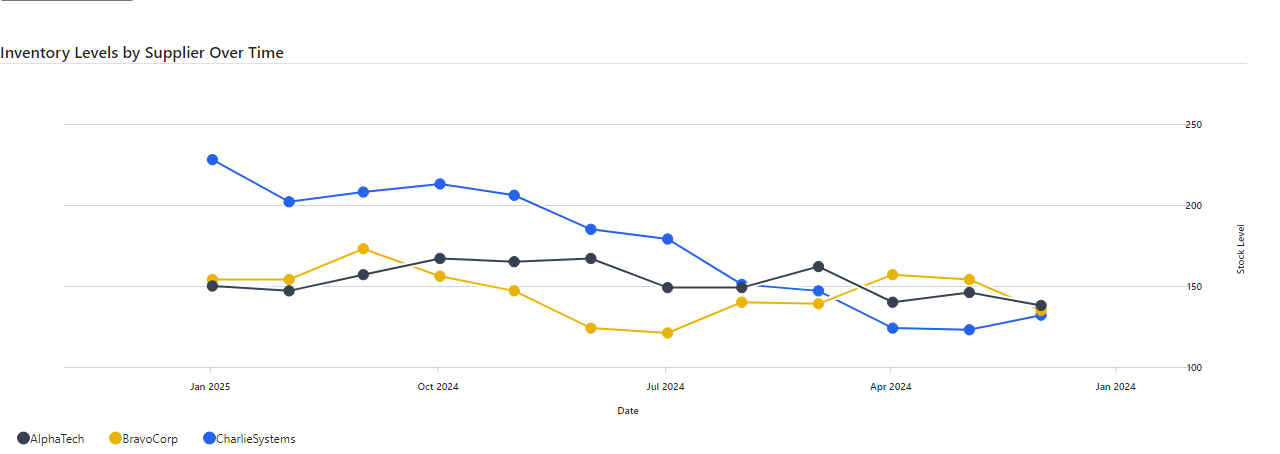 Inventory Levels by Supplier Over Time
250
200
150
100
Stock Level
Jan 2025 Oct 2024 Jul 2024 Apr 2024 Jan 2024
Date
AlphaTech BravoCorp CharlieSystems